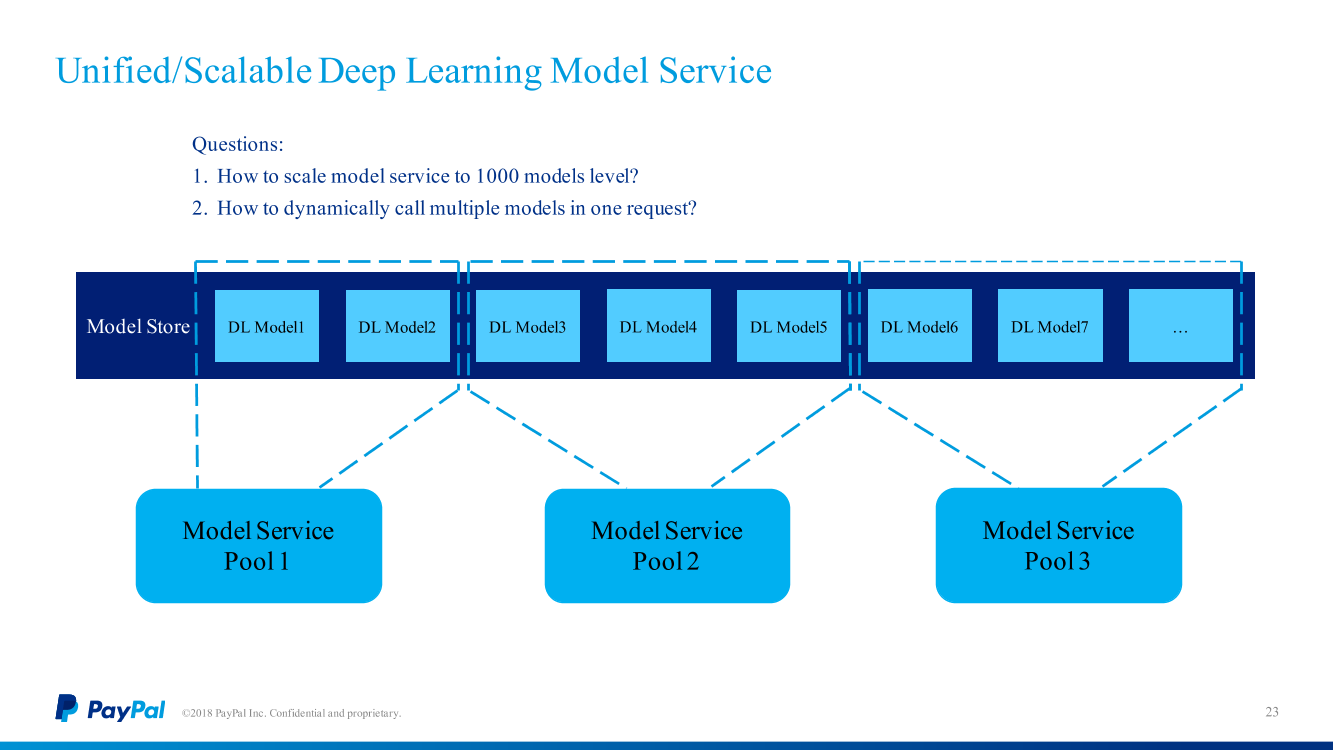 Unified/Scalable Deep Learning Model Service
Questions:
1. How to scale model service to 1000 models level?
2. How to dynamically call multiple models in one request?
Model Store
DL Model1
DL Model2
DL Model3
DL Model4
DL Model5
DL Model6
DL Model7
...
Model Service
Pool 1
Model Service
Pool 2
Model Service
Pool 3
PayPal
©2018 PayPal Inc. Confidential and proprietary.
23